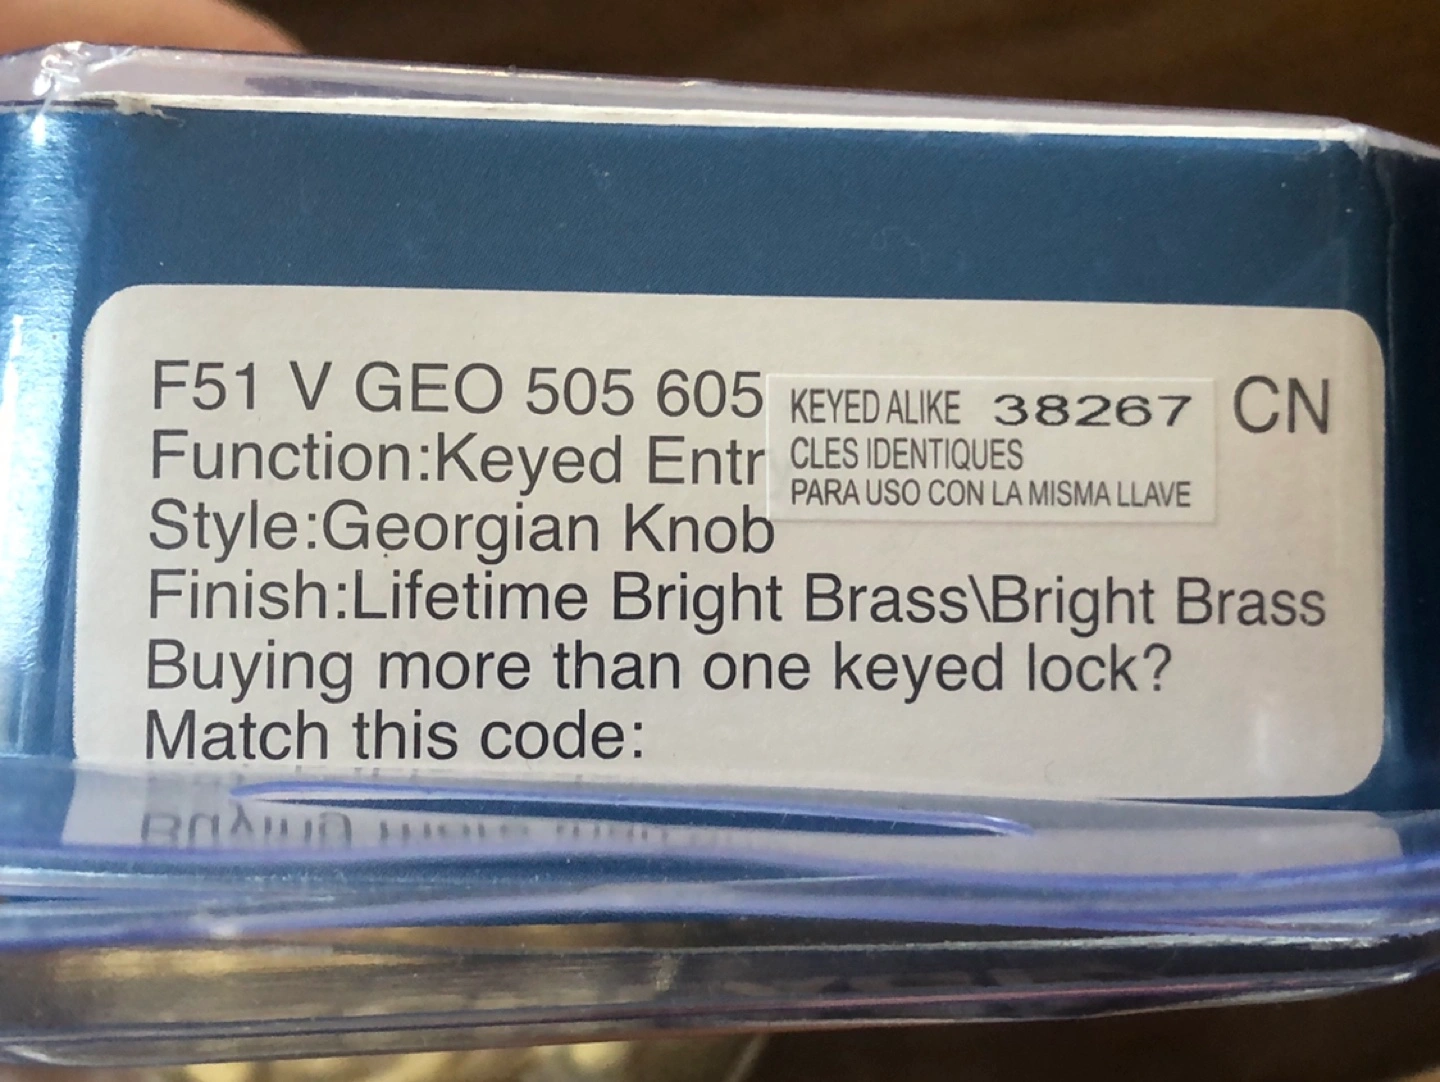 F51 V GEO 505 605
KEYED ALIKE 38267
CN
Function:Keyed Entr
CLES IDENTIQUES
PARA USO CON LA MISMA LLAVE
Style:Georgian Knob
Finish:Lifetime Bright Brass\Bright Brass
Buying more than one keyed lock?
Match this code: